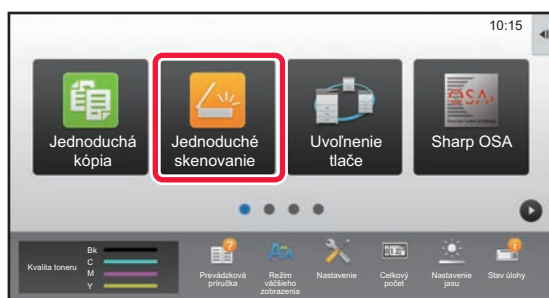 10:15
Jednoduchá
kópia
Jednoduché
skenovanie
Uvoľnenie
tlače
Sharp OSA
Kvalita toneru
Bk
C
M
Y
Prevádzková
príručka
Režim
väčšieho
zobrazenia
Nastavenie
Celkový
počet
Nastavenie
jasu
Stav úlohy